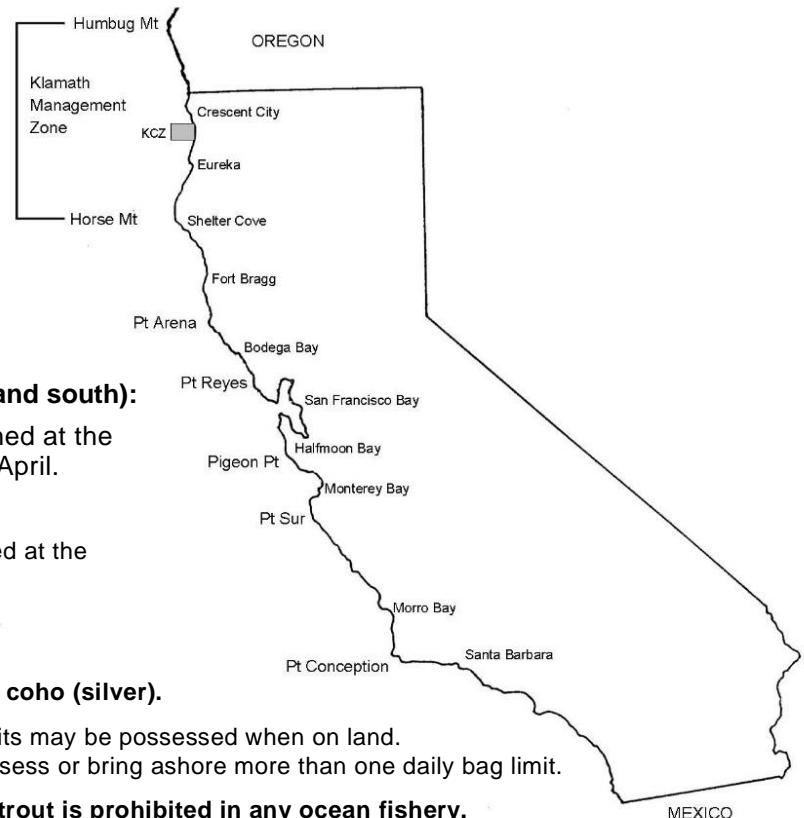 Humbug Mt
OREGON
Klamath
Management
Zone
Crescent City
KCZ
Eureka
Horse Mt
Shelter Cove
Fort Bragg
Pt Arena
Bodega Bay
Pt Reyes
and south):
San Francisco Bay
ned at the
Halfmoon Bay
April.
Pigeon Pt
Monterey Bay
Pt Sur
ed at the
Morro Bay
Santa Barbara
Pt Conception
coho (silver).
its may be possessed when on land.
sess or bring ashore more than one daily bag limit.
trout is prohibited in any ocean fishery.
MEXICO